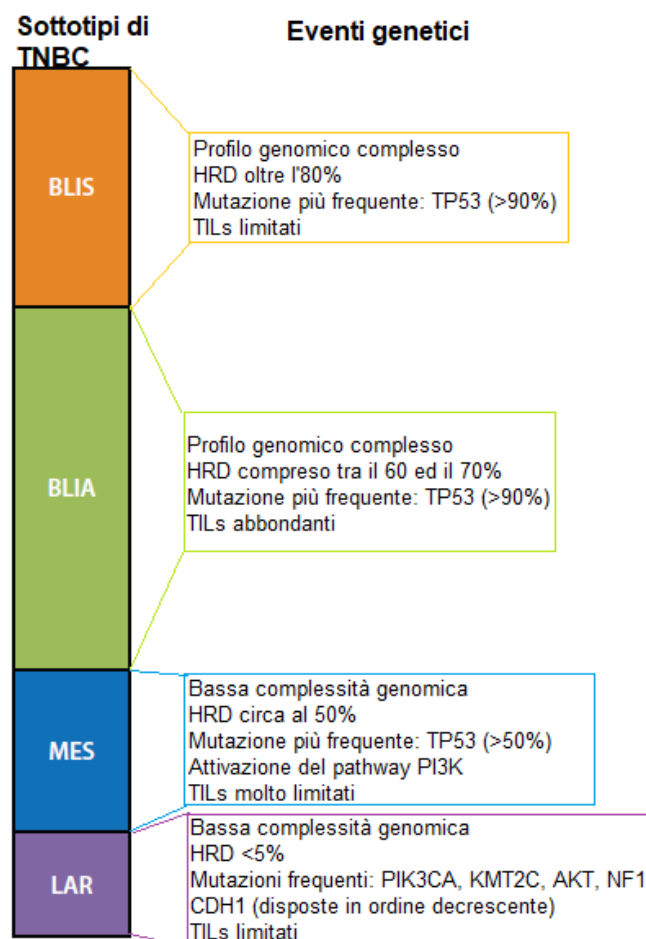 Sottotipi di
TNBC
Eventi genetici
BLIS
Profilo genomico complesso
HRD oltre l'80%
Mutazione più frequente: TP53 (>90%)
TILs limitati
BLIA
Profilo genomico complesso
HRD compreso tra il 60 ed il 70%
Mutazione più frequente: TP53 (>90%)
TILs abbondanti
MES
Bassa complessità genomica
HRD circa al 50%
Mutazione più frequente: TP53 (>50%)
Attivazione del pathway PI3K
TILs molto limitati
LAR
Bassa complessità genomica
HRD <5%
Mutazioni frequenti: PIK3CA, KMT2C, AKT, NF1
CDH1 (disposte in ordine decrescente)
TILs limitati